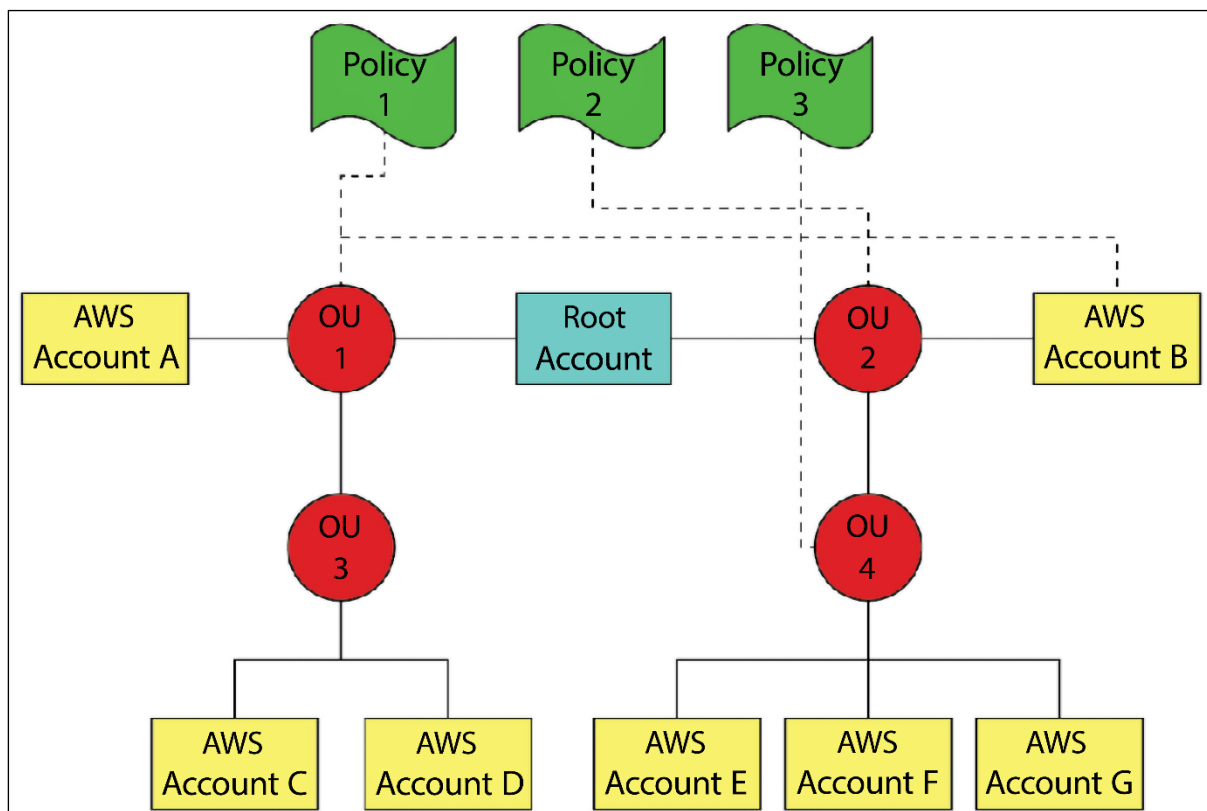 Policy
1
Policy
2
Policy
3
AWS
Account A
OU
1
Root
Account
OU
2
AWS
Account B
OU
3
OU
4
AWS
Account C
AWS
Account D
AWS
Account E
AWS
Account F
AWS
Account G